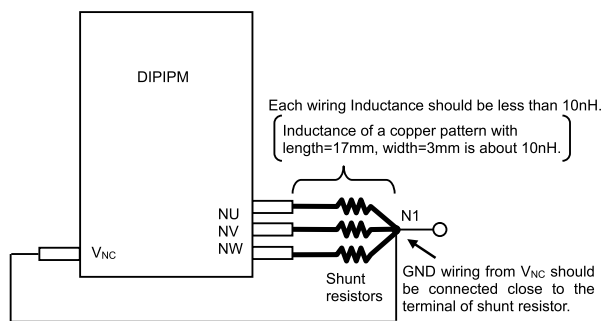 DIPIPM
Each wiring Inductance should be less than 10nH.
Inductance of a copper pattern with
length=17mm, width=3mm is about 10nH.
NU
NV
NW
VNC
N1
Shunt
resistors
GND wiring from VNC should
be connected close to the
terminal of shunt resistor.